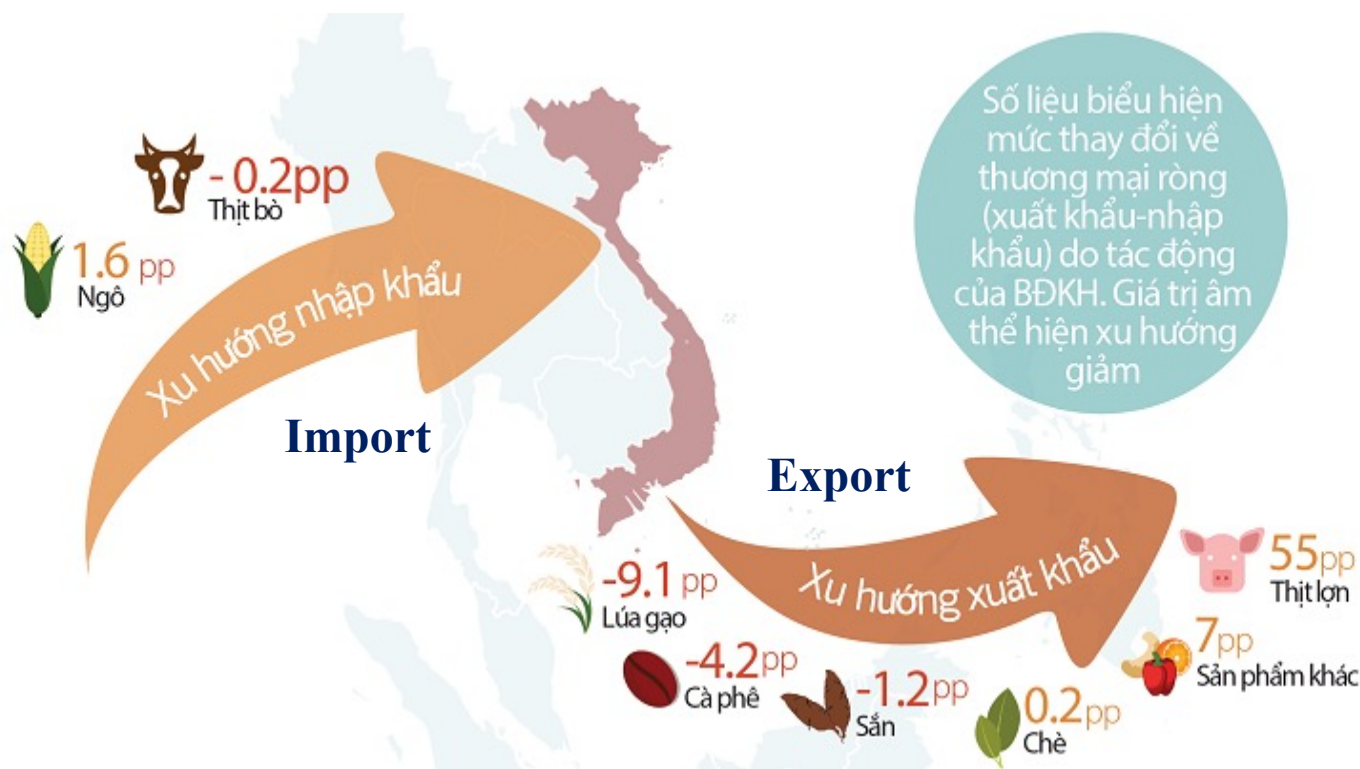 Số liệu biểu hiện
mức thay đổi về
thương mại ròng
(xuất khẩu-nhập
khẩu) do tác động
của BĐKH. Giá trị âm
thể hiện xu hướng
giảm
- 0.2pp
Thịt bò
1.6 pp
Ngô
Xu hướng nhập khẩu
Import
Export
Xu hướng xuất khẩu
-9.1 pp
Lúa gạo
-4.2pp
Cà phê
-1.2pp
Sắn
0.2pp
Chè
55pp
Thịt lợn
7pp
Sản phẩm khác